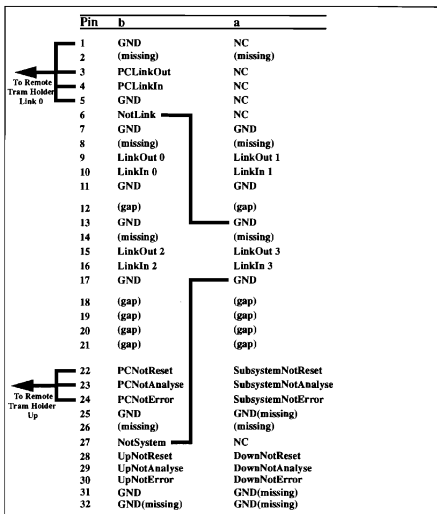 Pin b a
1 GND NC
2 (missing) (missing)
3 PCLinkOut NC
To Remote
Tram Holder
Link 0
4 PCLinkIn NC
5 GND NC
6 NotLink NC
7 GND GND
8 (missing) (missing)
9 LinkOut 0 LinkOut 1
10 LinkIn 0 LinkIn 1
11 GND GND
12 (gap) (gap)
13 GND GND
14 (missing) (missing)
15 LinkOut 2 LinkOut 3
16 LinkIn 2 LinkIn 3
17 GND GND
18 (gap) (gap)
19 (gap) (gap)
20 (gap) (gap)
21 (gap) (gap)
22 PCNotReset SubsystemNotReset
23 PCNotAnalyse SubsystemNotAnalyse
To Remote
Tram Holder
Up
24 PCNotError SubsystemNotError
25 GND GND(missing)
26 (missing) (missing)
27 NotSystem NC
28 UpNotReset DownNotReset
29 UpNotAnalyse DownNotAnalyse
30 UpNotError DownNotError
31 GND GND(missing)
32 GND(missing) GND(missing)